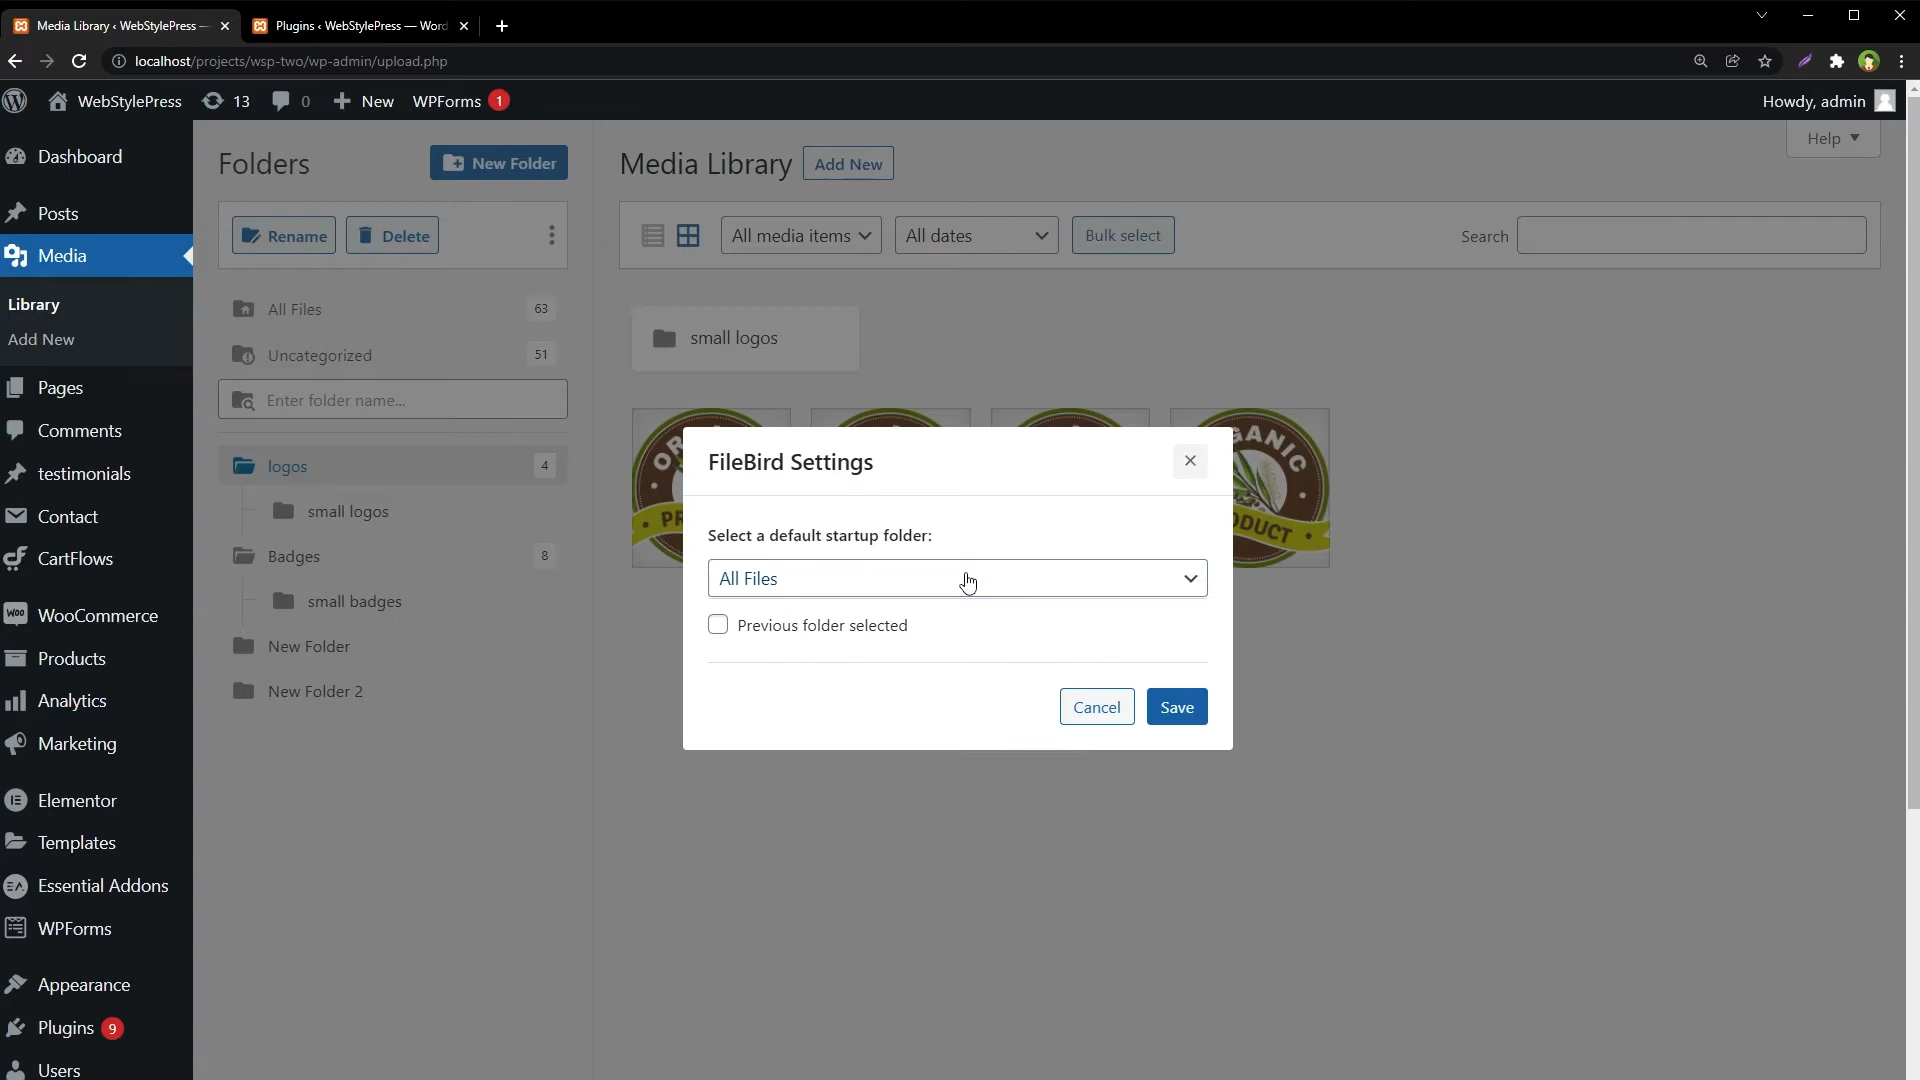 Media Library ‹ WebStylePress —
Plugins ‹ WebStylePress — Word
localhost/projects/wsp-two/wp-admin/upload.php
WebStylePress
13
0
New
WPForms 1
Howdy, admin
Dashboard
Posts
Media
Library
Add New
Pages
Comments
testimonials
Contact
CartFlows
WooCommerce
Products
Analytics
Marketing
Elementor
Templates
Essential Addons
WPForms
Appearance
Plugins 9
Users
Folders
New Folder
Rename
Delete
All Files 63
Uncategorized 51
Enter folder name...
logos 4
small logos
Badges 8
small badges
New Folder
New Folder 2
Help
Media Library
Add New
All media items
All dates
Bulk select
Search
small logos
FileBird Settings
Select a default startup folder:
All Files
Previous folder selected
Cancel
Save